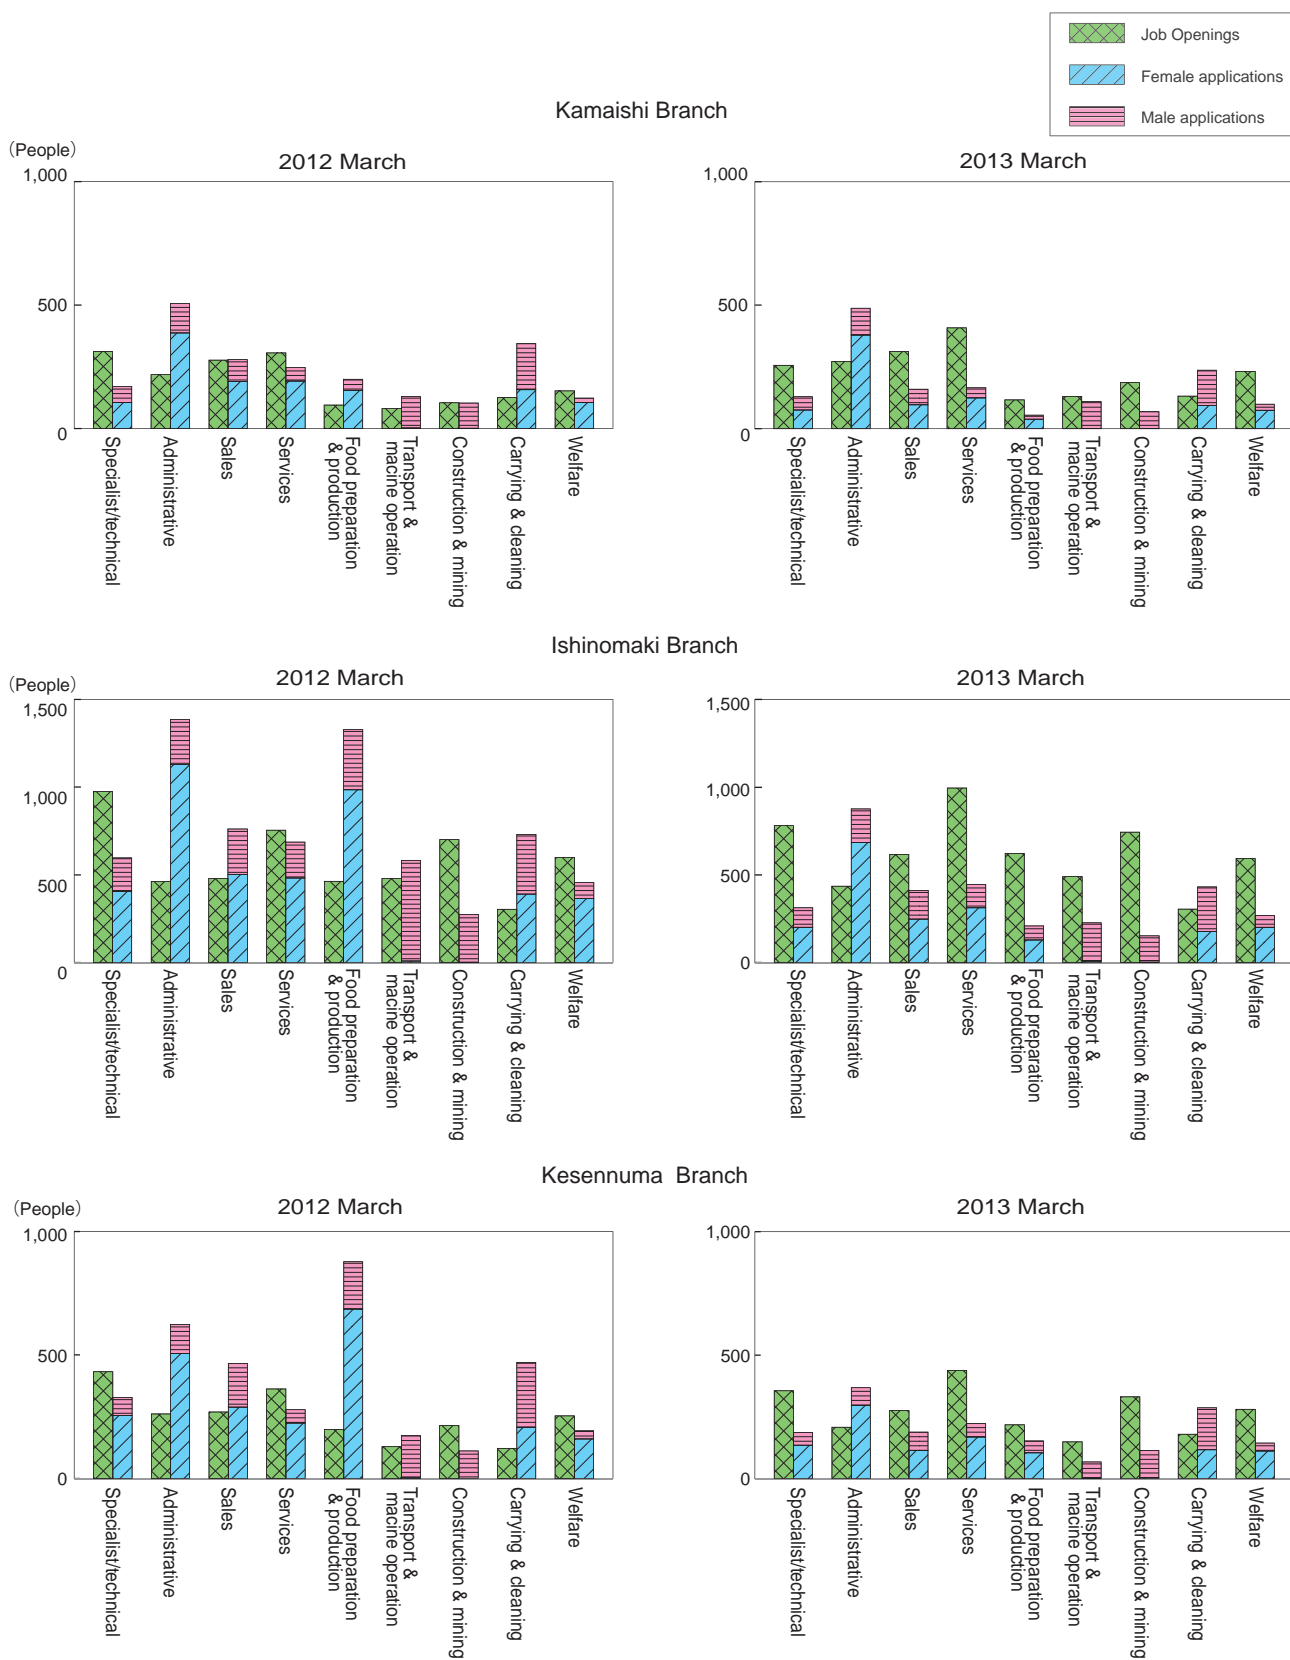 Job Openings
Female applications
Male applications
Kamaishi Branch
(People)
2012 March
1,000
500
0
Specialist/technical
Administrative
Sales
Services
Food preparation
& production
Transport &
macine operation
Construction & mining
Carrying & cleaning
Welfare
2013 March
1,000
500
0
Specialist/technical
Administrative
Sales
Services
Food preparation
& production
Transport &
macine operation
Construction & mining
Carrying & cleaning
Welfare
Ishinomaki Branch
(People)
2012 March
1,500
1,000
500
0
Specialist/technical
Administrative
Sales
Services
Food preparation
& production
Transport &
macine operation
Construction & mining
Carrying & cleaning
Welfare
2013 March
1,500
1,000
500
0
Specialist/technical
Administrative
Sales
Services
Food preparation
& production
Transport &
macine operation
Construction & mining
Carrying & cleaning
Welfare
Kesennuma Branch
(People)
2012 March
1,000
500
0
Specialist/technical
Administrative
Sales
Services
Food preparation
& production
Transport &
macine operation
Construction & mining
Carrying & cleaning
Welfare
2013 March
1,000
500
0
Specialist/technical
Administrative
Sales
Services
Food preparation
& production
Transport &
macine operation
Construction & mining
Carrying & cleaning
Welfare